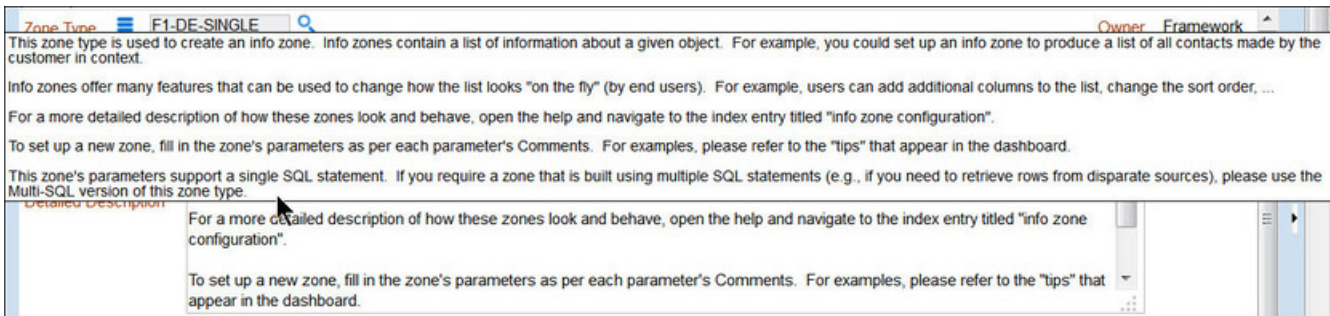 Zone Type F1-DE-SINGLE Owner Framework
This zone type is used to create an info zone. Info zones contain a list of information about a given object. For example, you could set up an info zone to produce a list of all contacts made by the
customer in context.
Info zones offer many features that can be used to change how the list looks "on the fly" (by end users). For example, users can add additional columns to the list, change the sort order, ...
For a more detailed description of how these zones look and behave, open the help and navigate to the index entry titled "info zone configuration".
To set up a new zone, fill in the zone's parameters as per each parameter's Comments. For examples, please refer to the "tips" that appear in the dashboard.
This zone's parameters support a single SQL statement. If you require a zone that is built using multiple SQL statements (e.g., if you need to retrieve rows from disparate sources), please use the
Multi-SQL version of this zone type.
Detailed Description
For a more detailed description of how these zones look and behave, open the help and navigate to the index entry titled "info zone
configuration".
To set up a new zone, fill in the zone's parameters as per each parameter's Comments. For examples, please refer to the "tips" that
appear in the dashboard.